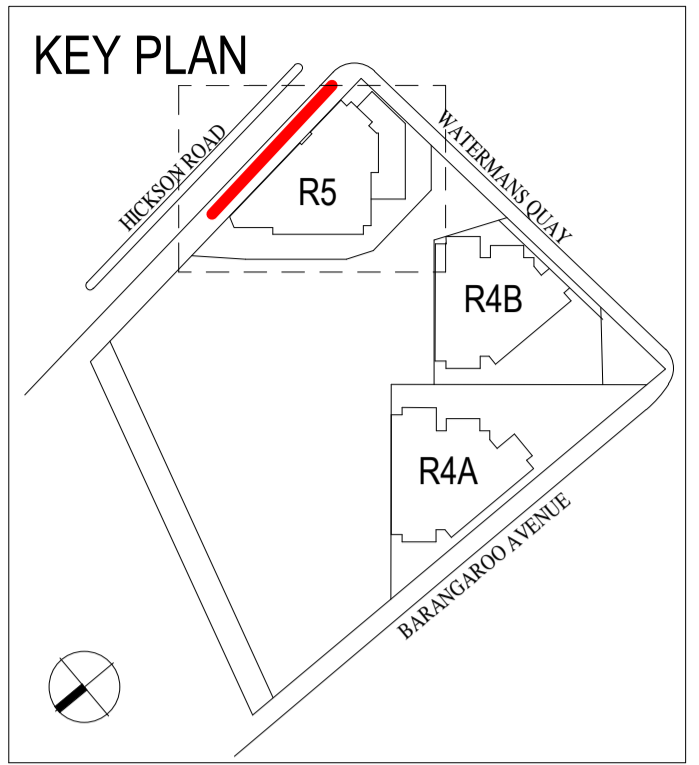 KEY PLAN
HICKSON ROAD
WATERMANS QUAY
R5
R4B
R4A
BARANGAROO AVENUE